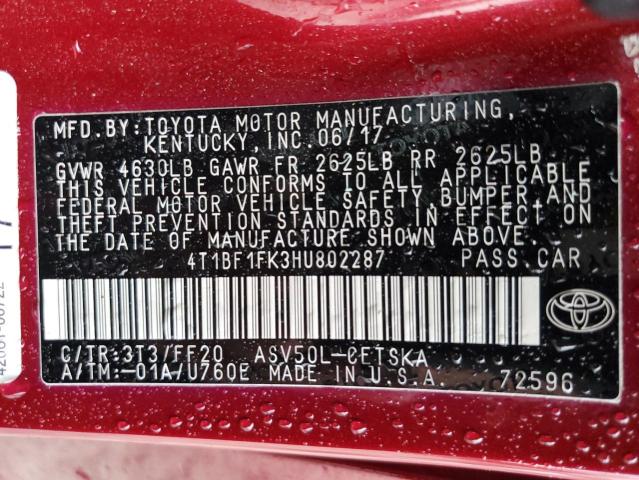 MFD.BY:TOYOTA MOTOR MANUFACTURING,
KENTUCKY,INC.06/17
GVWR 4630LB GAWR FR 2625LB RR 2625LB
THIS VEHICLE CONFORMS TO ALL APPLICABLE
FEDERAL MOTOR VEHICLE SAFETY,BUMPER,AND
THEFT PREVENTION STANDARDS IN EFFECT ON
THE DATE OF MANUFACTURE SHOWN ABOVE.
4T1BF1FK3HU802287 PASS.CAR
C/TR:3T3/FF20 ASV50L-CETSKA
A/TM:-01A/U760E MADE IN U.S.A. 72596